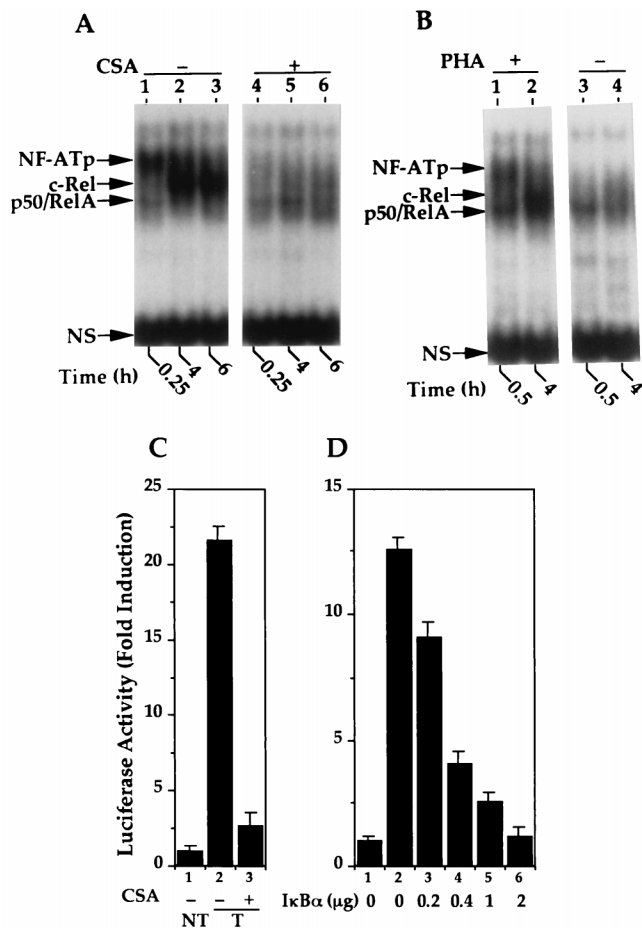 A
CSA − +
1 2 3 4 5 6
NF-ATp
c-Rel
p50/RelA
NS
Time (h) 0.25 4 6 0.25 4 6
B
PHA + −
1 2 3 4
NF-ATp
c-Rel
p50/RelA
NS
Time (h) 0.5 4 0.5 4
C
Luciferase Activity (Fold Induction)
25
20
15
10
5
0
1 2 3
CSA − − +
NT T
D
15
10
5
0
1 2 3 4 5 6
IκBα (μg) 0 0 0.2 0.4 1 2